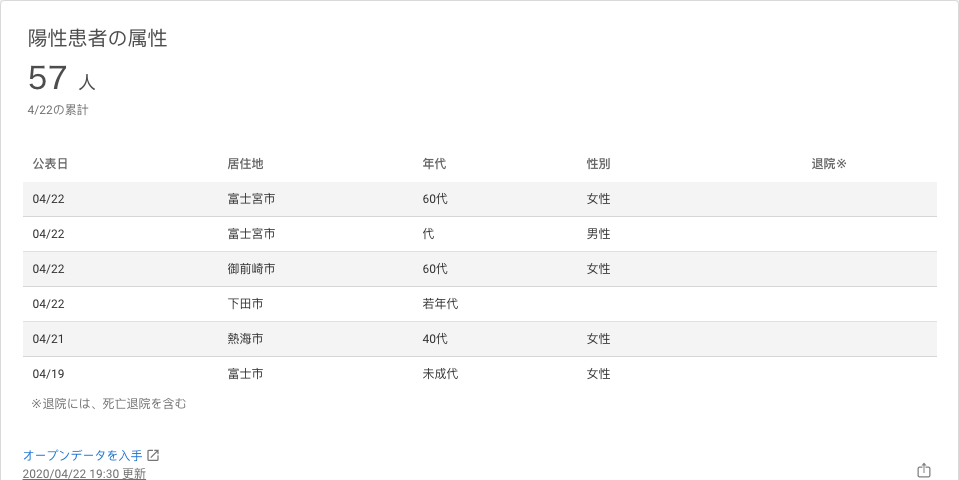 陽性患者の属性
57 人
4/22の累計
公表日 居住地 年代 性別 退院※
04/22 富士宮市 60代 女性
04/22 富士宮市 代 男性
04/22 御前崎市 60代 女性
04/22 下田市 若年代
04/21 熱海市 40代 女性
04/19 富士市 未成代 女性
※退院には、死亡退院を含む
オープンデータを入手
2020/04/22 19:30 更新